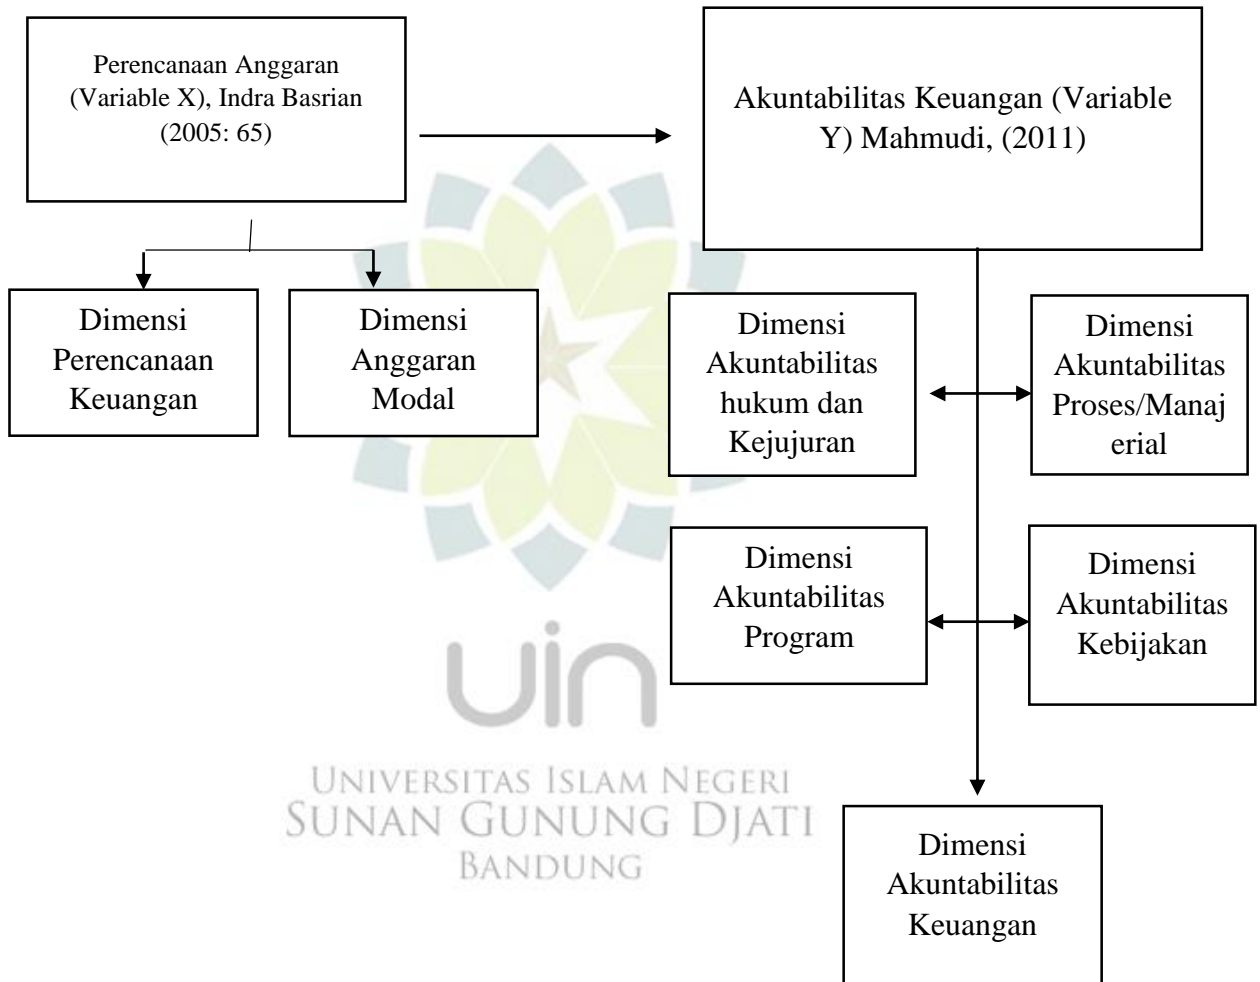 Perencanaan Anggaran
(Variable X), Indra Basrian
(2005: 65)
Akuntabilitas Keuangan (Variable
Y) Mahmudi, (2011)
Dimensi
Perencanaan
Keuangan
Dimensi
Anggaran
Modal
Dimensi
Akuntabilitas
hukum dan
Kejujuran
Dimensi
Akuntabilitas
Proses/Manaj
erial
Dimensi
Akuntabilitas
Program
Dimensi
Akuntabilitas
Kebijakan
uin
UNIVERSITAS ISLAM NEGERI
SUNAN GUNUNG DJATI
BANDUNG
Dimensi
Akuntabilitas
Keuangan